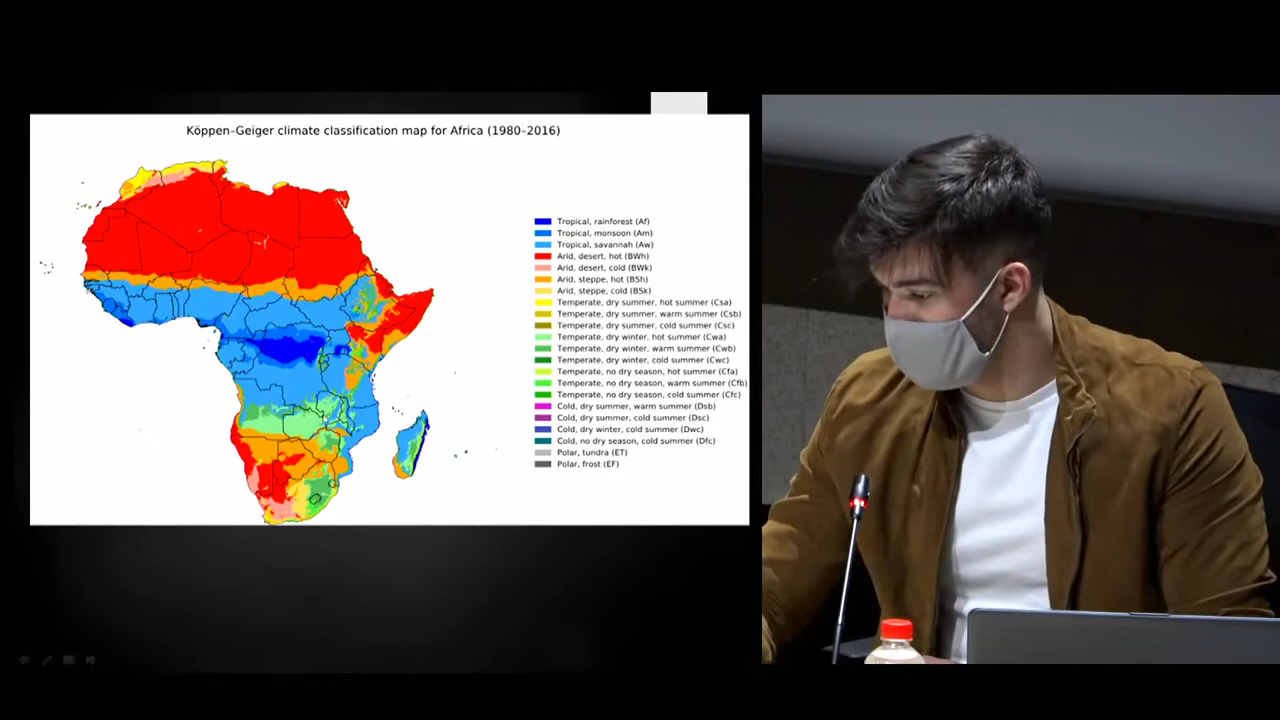 Köppen–Geiger climate classification map for Africa (1980–2016)
Tropical, rainforest (Af)
Tropical, monsoon (Am)
Tropical, savannah (Aw)
Arid, desert, hot (BWh)
Arid, desert, cold (BWk)
Arid, steppe, hot (BSh)
Arid, steppe, cold (BSk)
Temperate, dry summer, hot summer (Csa)
Temperate, dry summer, warm summer (Csb)
Temperate, dry summer, cold summer (Csc)
Temperate, dry winter, hot summer (Cwa)
Temperate, dry winter, warm summer (Cwb)
Temperate, dry winter, cold summer (Cwc)
Temperate, no dry season, hot summer (Cfa)
Temperate, no dry season, warm summer (Cfb)
Temperate, no dry season, cold summer (Cfc)
Cold, dry summer, warm summer (Dsb)
Cold, dry summer, cold summer (Dsc)
Cold, dry winter, cold summer (Dwc)
Cold, no dry season, cold summer (Dfc)
Polar, tundra (ET)
Polar, frost (EF)